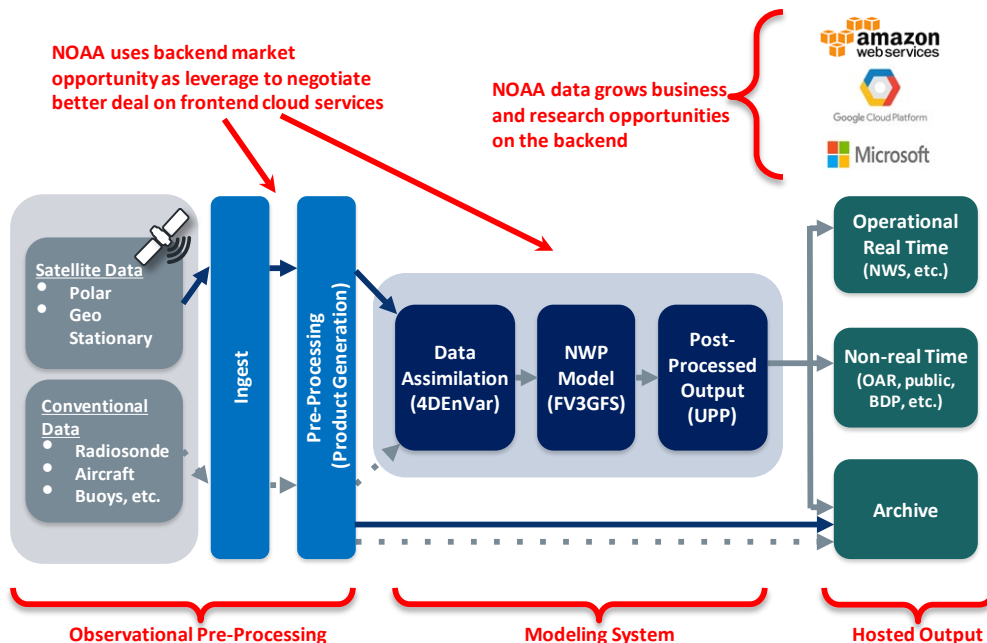 NOAA uses backend market
opportunity as leverage to negotiate
better deal on frontend cloud services
NOAA data grows business
and research opportunities
on the backend
amazon
web services
Google Cloud Platform
Microsoft
Satellite Data
Polar
Geo
Stationary
Conventional
Data
Radiosonde
Aircraft
Buoys, etc.
Ingest
Pre-Processing
(Product Generation)
Data
Assimilation
(4DEnVar)
NWP
Model
(FV3GFS)
Post-
Processed
Output
(UPP)
Operational
Real Time
(NWS, etc.)
Non-real Time
(OAR, public,
BDP, etc.)
Archive
Observational Pre-Processing
Modeling System
Hosted Output